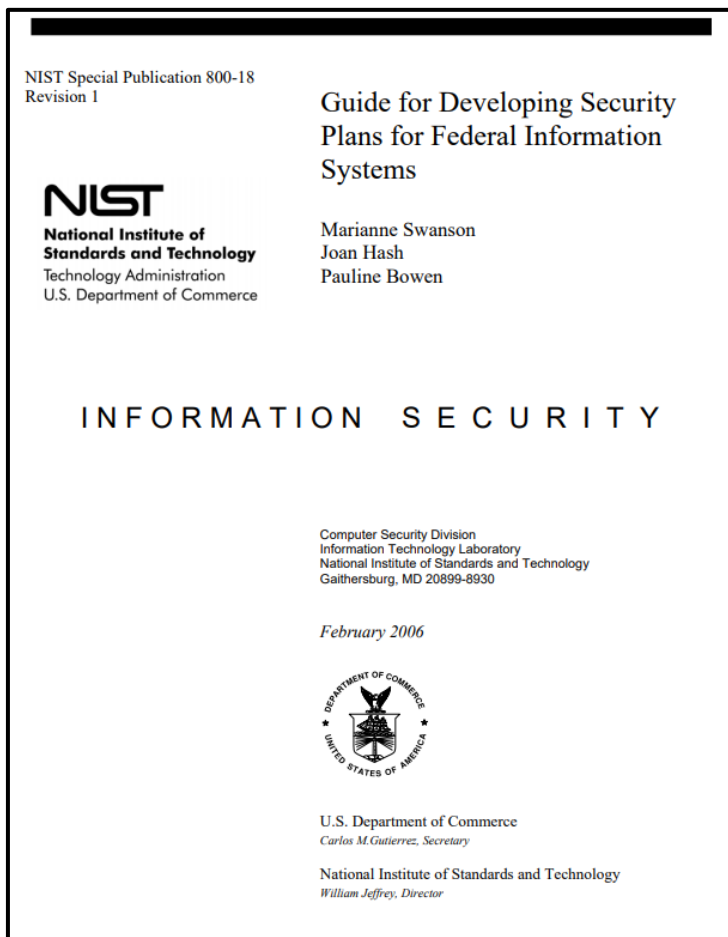 NIST Special Publication 800-18
Revision 1
Guide for Developing Security
Plans for Federal Information
Systems
NIST
National Institute of
Standards and Technology
Technology Administration
U.S. Department of Commerce
Marianne Swanson
Joan Hash
Pauline Bowen
INFORMATION SECURITY
Computer Security Division
Information Technology Laboratory
National Institute of Standards and Technology
Gaithersburg, MD 20899-8930
February 2006
DEPARTMENT OF COMMERCE
UNITED STATES OF AMERICA
U.S. Department of Commerce
Carlos M.Gutierrez, Secretary
National Institute of Standards and Technology
William Jeffrey, Director